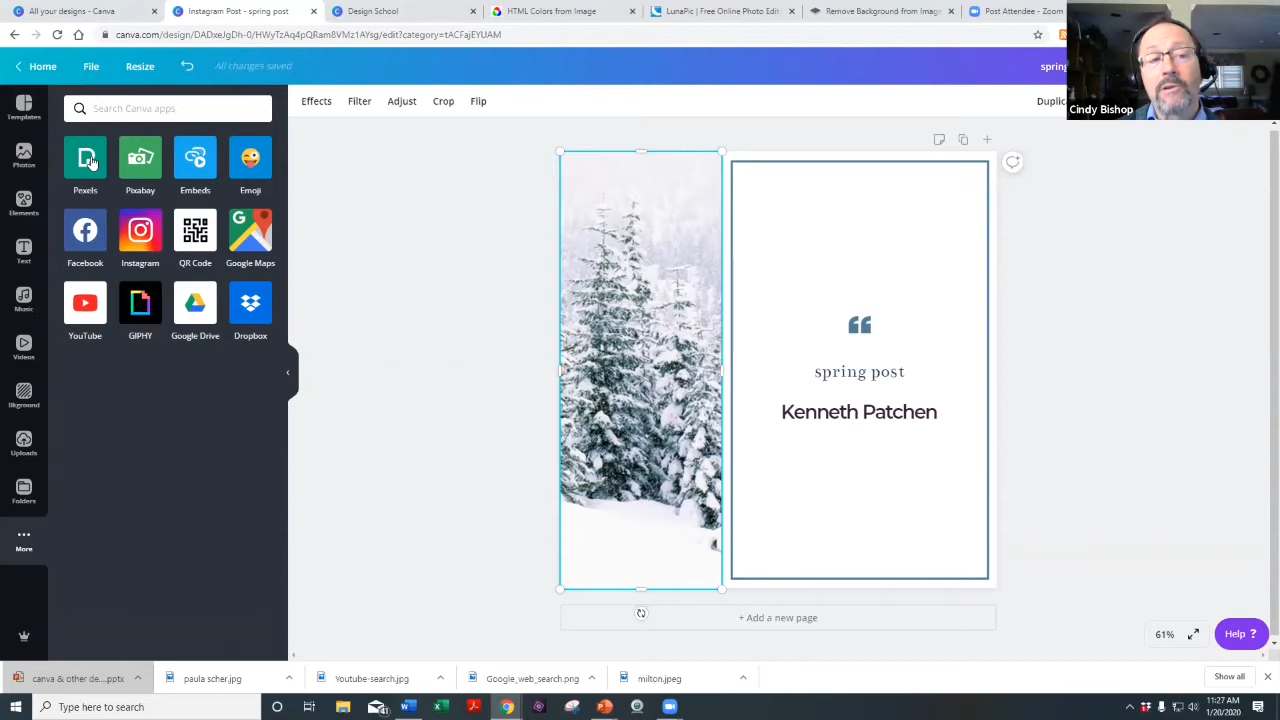 All your designs - Canva
Instagram Post - spring post
Design School
HTML Colors from Image
LunaPic | Free Online Photo Edit
Remove Background from Image
Post Attendee - Zoom
canva.com/design/DADxeJgDh-0/HWyTzAq4pQRam8VMz1AYsg/edit?category=tACFajEYUAM
Home
File
Resize
All changes saved
spring
Cindy Bishop
Templates
Photos
Elements
Text
Music
Videos
Bkground
Uploads
Folders
More
Search Canva apps
Pexels
Pixabay
Embeds
Emoji
Facebook
Instagram
QR Code
Google Maps
YouTube
GIPHY
Google Drive
Dropbox
Effects
Filter
Adjust
Crop
Flip
Duplic
spring post
Kenneth Patchen
+ Add a new page
61%
Help ?
canva & other de....pptx
paula scher.jpg
Youtube-search.jpg
Google_web_search.png
milton.jpeg
Show all
Type here to search
11:27 AM
1/20/2020